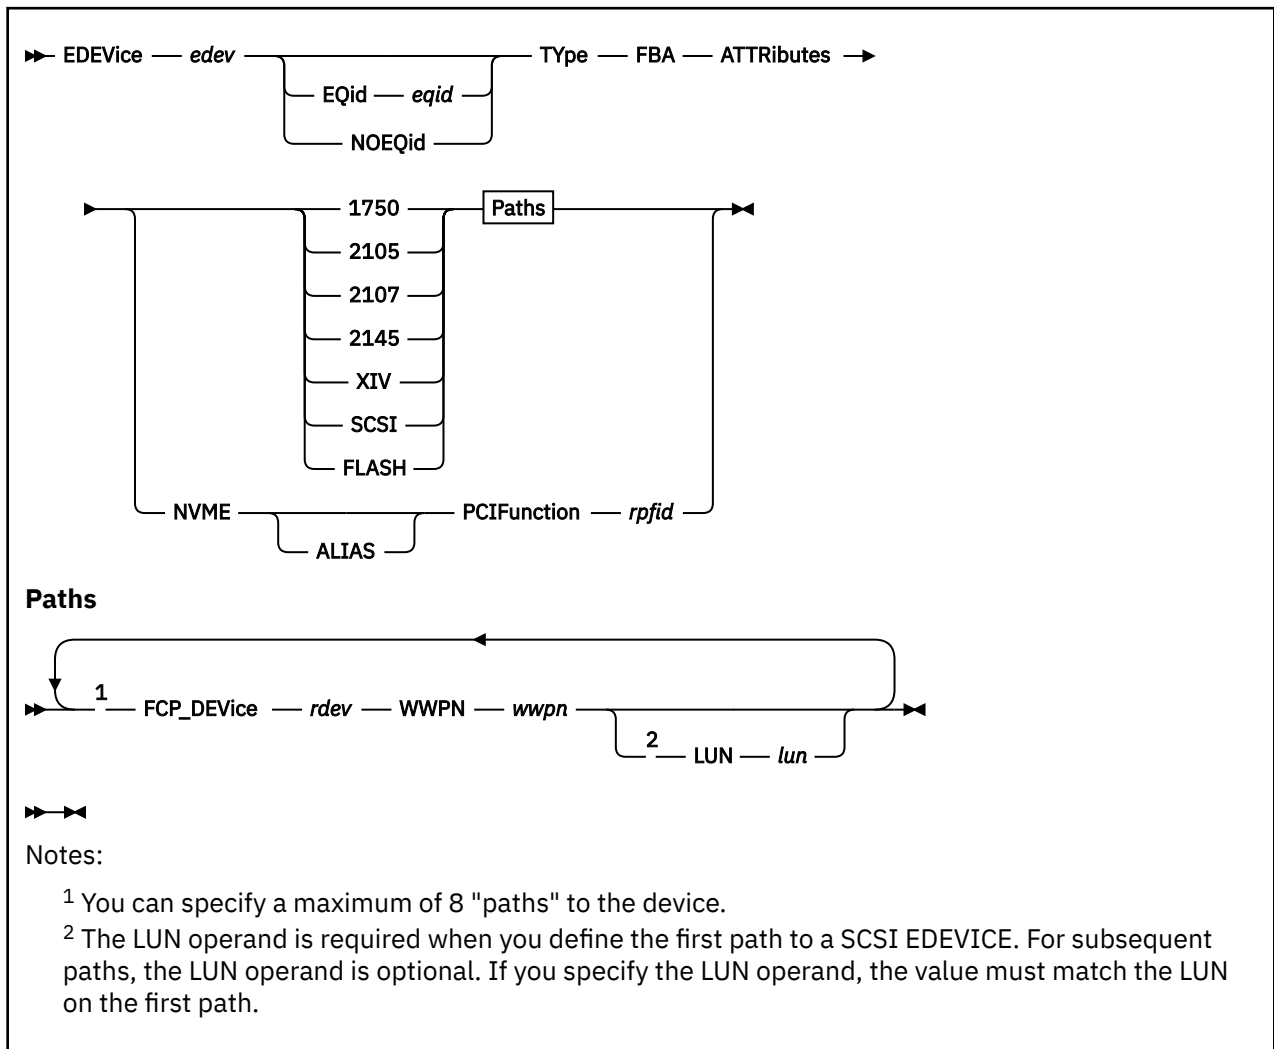 EDEVice edev TYpe FBA ATTRibutes
EQid eqid
NOEQid
1750 Paths
2105
2107
2145
XIV
SCSI
FLASH
NVME PCIFunction rpfid
ALIAS
Paths
1 FCP_DEVice rdev WWPN wwpn
2 LUN lun
Notes:
1 You can specify a maximum of 8 "paths" to the device.
2 The LUN operand is required when you define the first path to a SCSI EDEVICE. For subsequent
paths, the LUN operand is optional. If you specify the LUN operand, the value must match the LUN
on the first path.